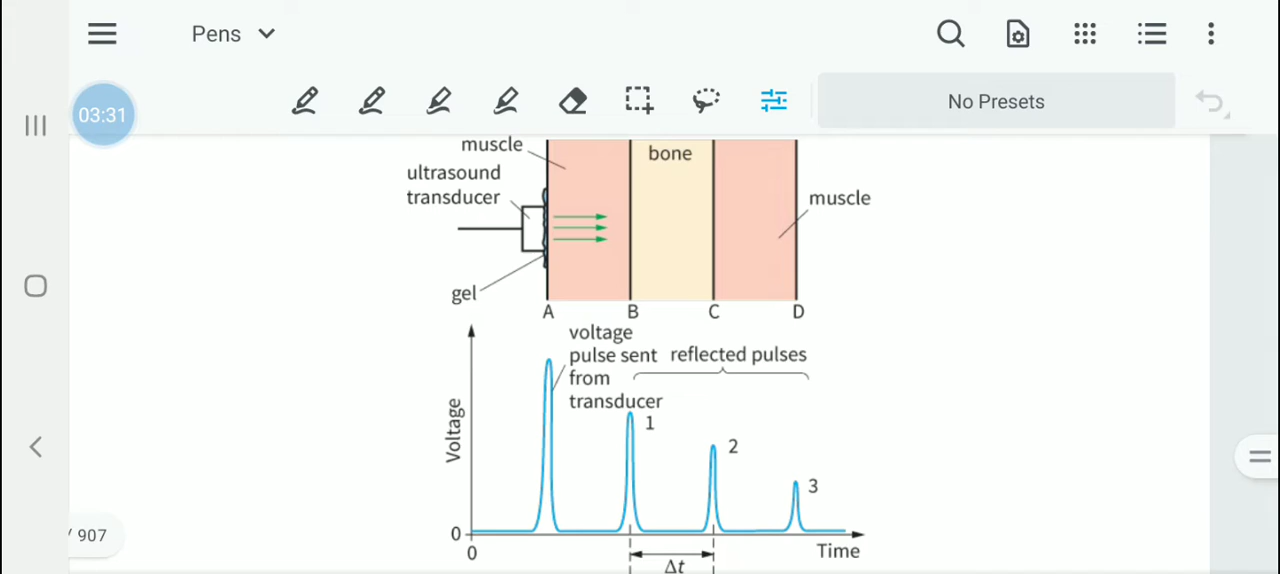 Pens
03:31
No Presets
muscle
bone
ultrasound
transducer
muscle
gel
A B C D
voltage
pulse sent reflected pulses
from
transducer
Voltage
1
2
3
0
0
Time
Δt
/ 907